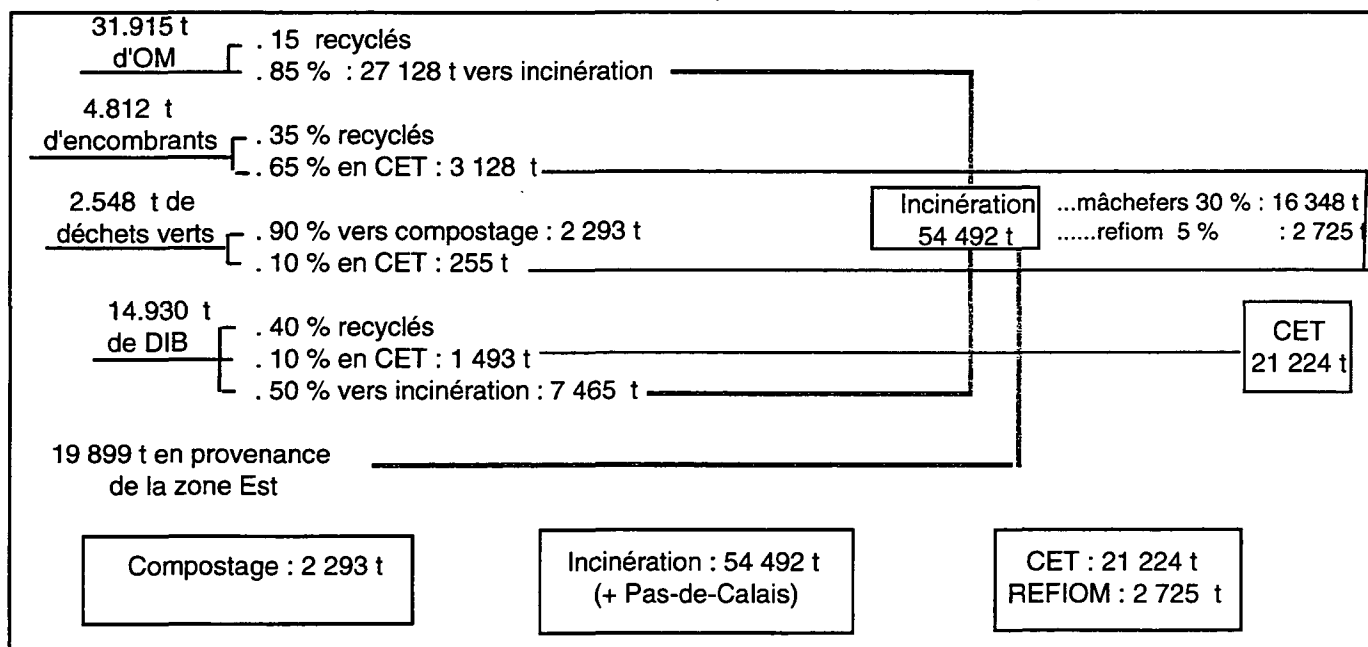 31.915 t
d'OM
. 15 recyclés
. 85 % : 27 128 t vers incinération
4.812 t
d'encombrants
. 35 % recyclés
. 65 % en CET : 3 128 t
2.548 t de
déchets verts
. 90 % vers compostage : 2 293 t
. 10 % en CET : 255 t
Incinération
54 492 t
...mâchefers 30 % : 16 348 t
......refiom 5 % : 2 725 t
14.930 t
de DIB
. 40 % recyclés
. 10 % en CET : 1 493 t
. 50 % vers incinération : 7 465 t
CET
21 224 t
19 899 t en provenance
de la zone Est
Compostage : 2 293 t
Incinération : 54 492 t
(+ Pas-de-Calais)
CET : 21 224 t
REFIOM : 2 725 t